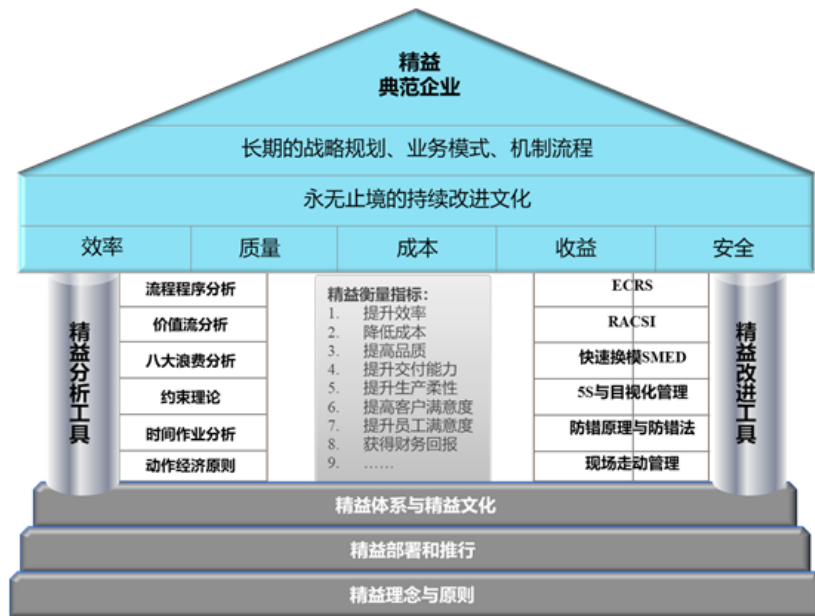 精益
典范企业
长期的战略规划、业务模式、机制流程
永无止境的持续改进文化
效率 质量 成本 收益 安全
精益分析工具
流程程序分析
价值流分析
八大浪费分析
约束理论
时间作业分析
动作经济原则
精益衡量指标:
1. 提升效率
2. 降低成本
3. 提高品质
4. 提升交付能力
5. 提升生产柔性
6. 提高客户满意度
7. 提升员工满意度
8. 获得财务回报
9. ……
ECRS
RACSI
快速换模SMED
5S与目视化管理
防错原理与防错法
现场走动管理
精益改进工具
精益体系与精益文化
精益部署和推行
精益理念与原则